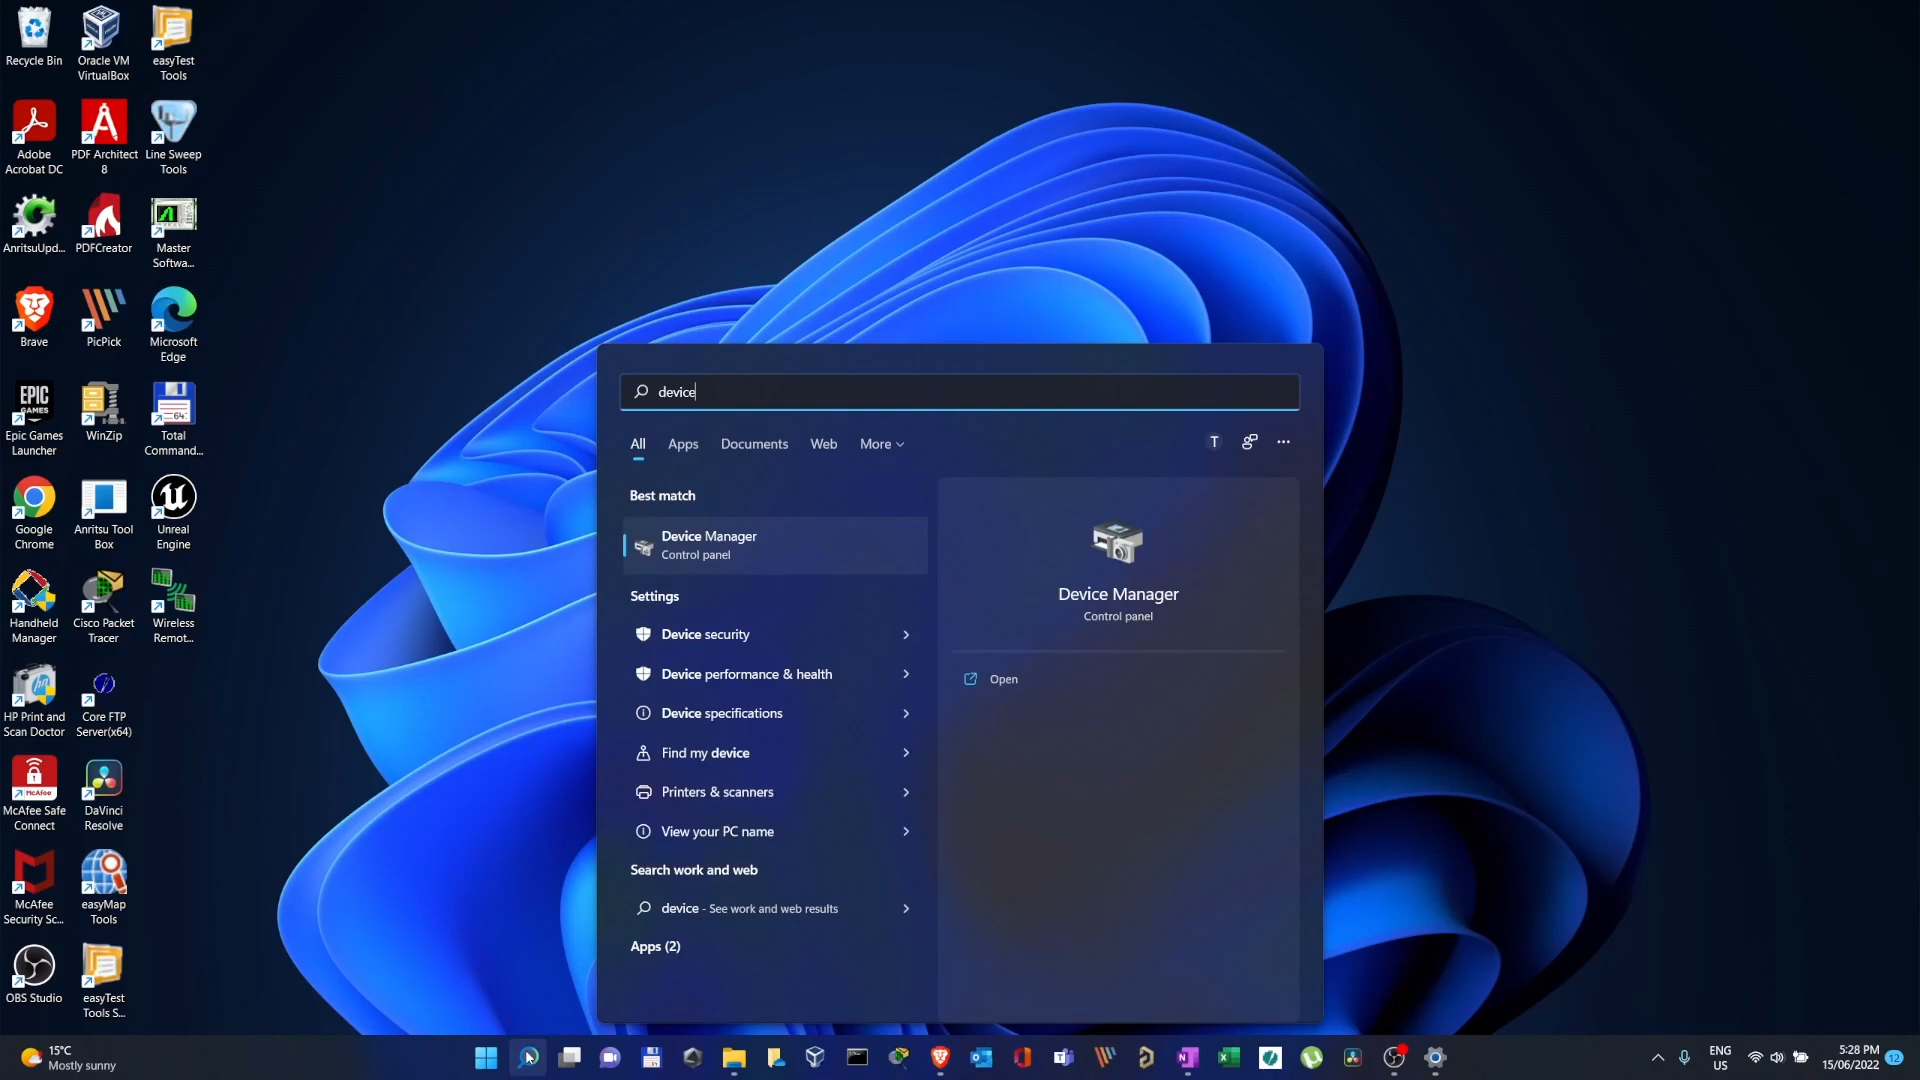 Recycle Bin
Oracle VM
VirtualBox
easyTest
Tools
Adobe
Acrobat DC
PDF Architect
8
Line Sweep
Tools
AnritsuUpd...
PDFCreator
Master
Softwa...
Brave
PicPick
Microsoft
Edge
EPIC
GAMES
Epic Games
Launcher
WinZip
64
Total
Command...
Google
Chrome
Anritsu Tool
Box
Unreal
Engine
Handheld
Manager
Cisco Packet
Tracer
Wireless
Remot...
HP Print and
Scan Doctor
Core FTP
Server(x64)
McAfee
McAfee Safe
Connect
DaVinci
Resolve
McAfee
Security Sc...
easyMap
Tools
OBS Studio
easyTest
Tools S...
device
All Apps Documents Web More
T
Best match
Device Manager
Control panel
Settings
Device security
Device performance & health
Device specifications
Find my device
Printers & scanners
View your PC name
Search work and web
device - See work and web results
Apps (2)
Device Manager
Control panel
Open
15°C
Mostly sunny
ENG
US
5:28 PM
15/06/2022
12